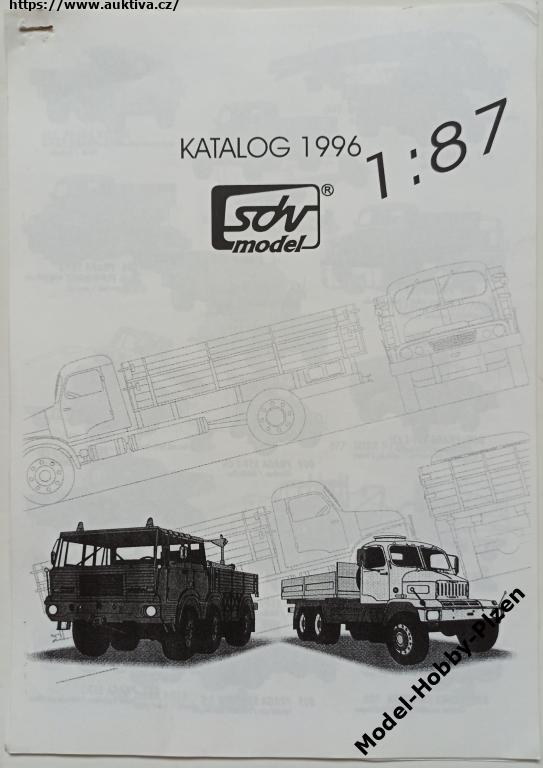 https://www.auktiva.cz/
KATALOG 1996
1:87
sdv ®
model
Model-Hobby-Plzen